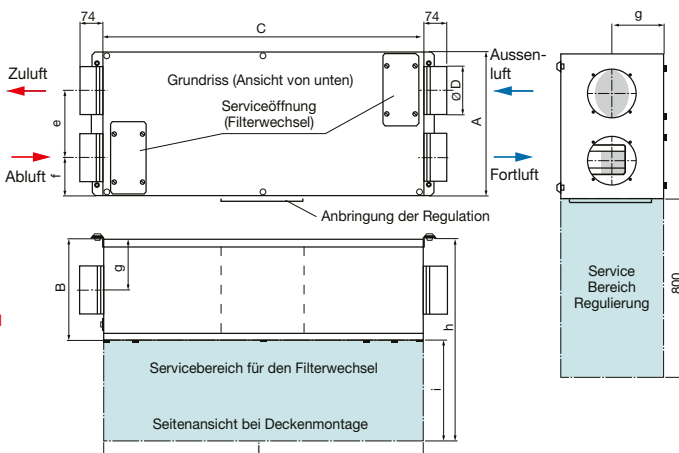 74
C
74
g
Zuluft
Grundriss (Ansicht von unten)
Aussen-
luft
Serviceöffnung
(Filterwechsel)
ØD
A
e
f
Abluft
Fortluft
Anbringung der Regulation
B
g
h
Service
Bereich
Regulierung
800
Servicebereich für den Filterwechsel
i
Seitenansicht bei Deckenmontage